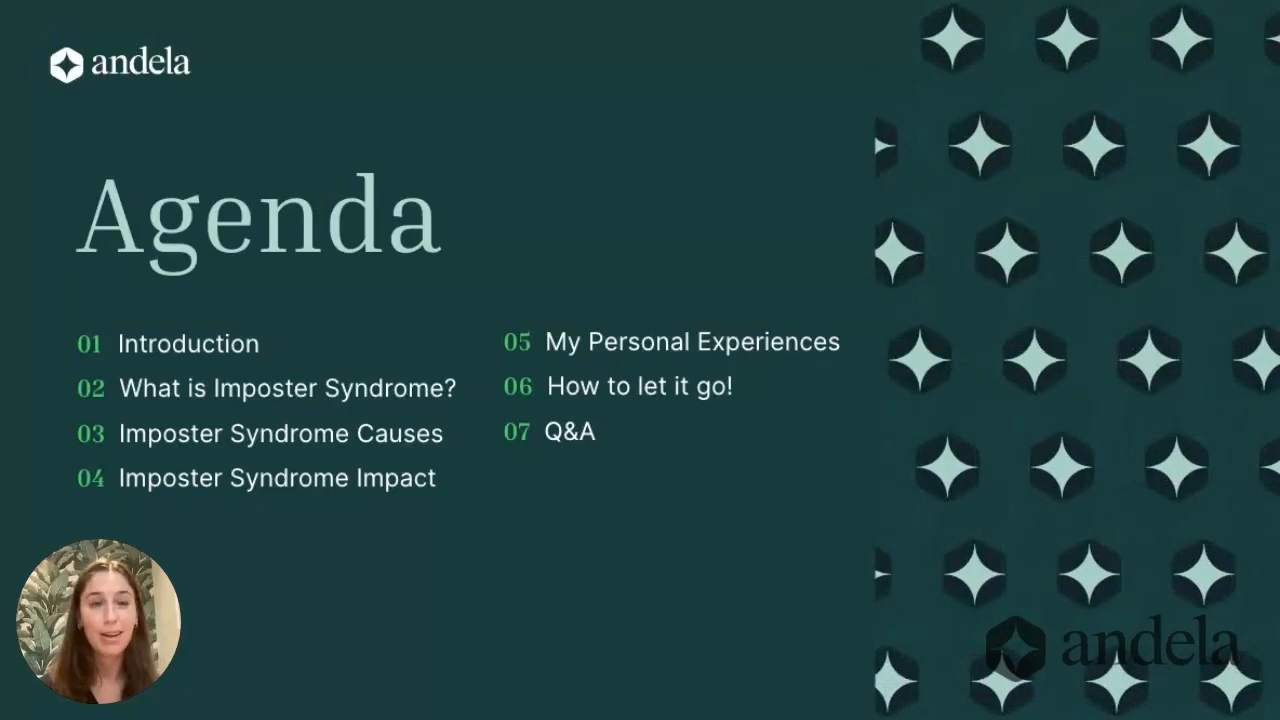 andela
Agenda
01 Introduction
02 What is Imposter Syndrome?
03 Imposter Syndrome Causes
04 Imposter Syndrome Impact
05 My Personal Experiences
06 How to let it go!
07 Q&A
andela